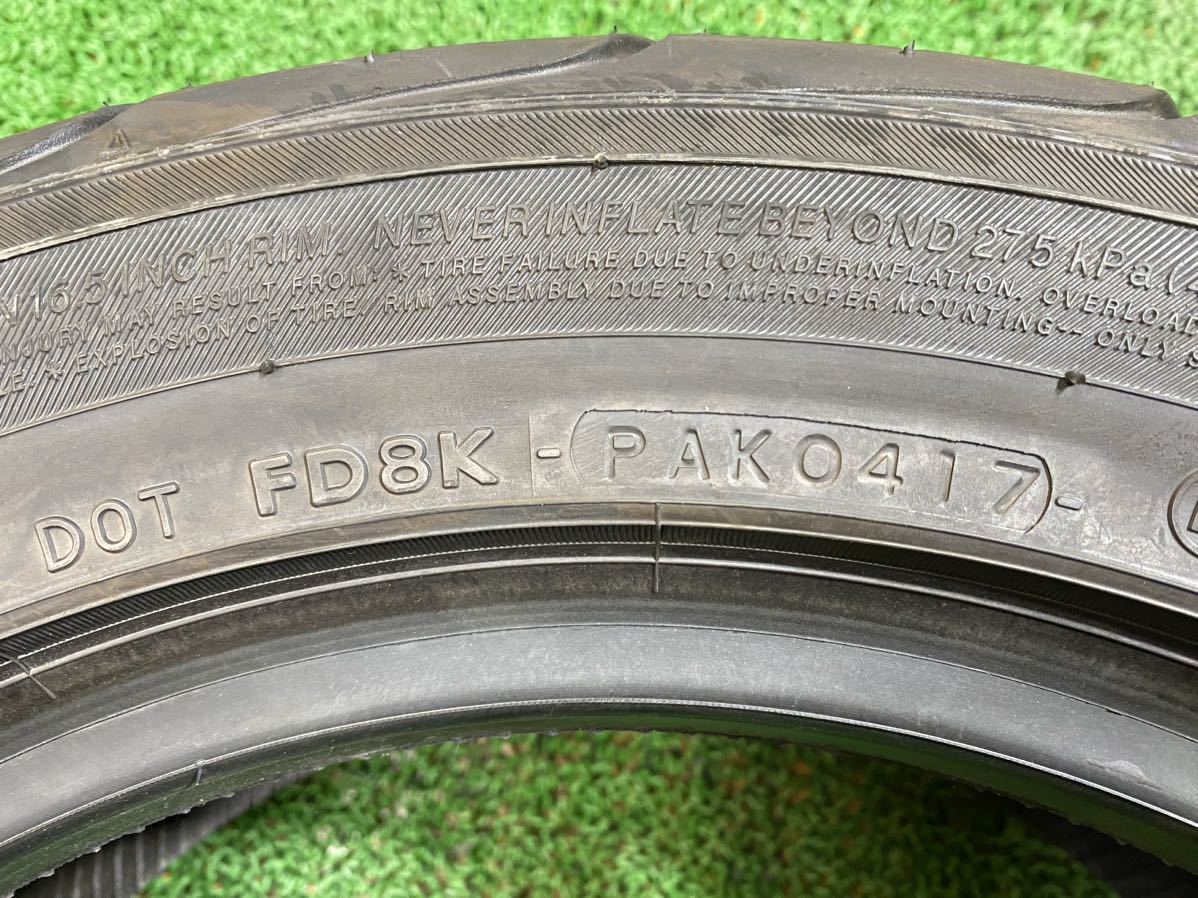 16.5 INCH RIM. NEVER INFLATE BEYOND 275 kPa
INJURY MAY RESULT FROM: * TIRE FAILURE DUE TO UNDERINFLATION, OVERLOA
* EXPLOSION OF TIRE, RIM ASSEMBLY DUE TO IMPROPER MOUNTING-- ONLY S
DOT FD8K-PAK0417-